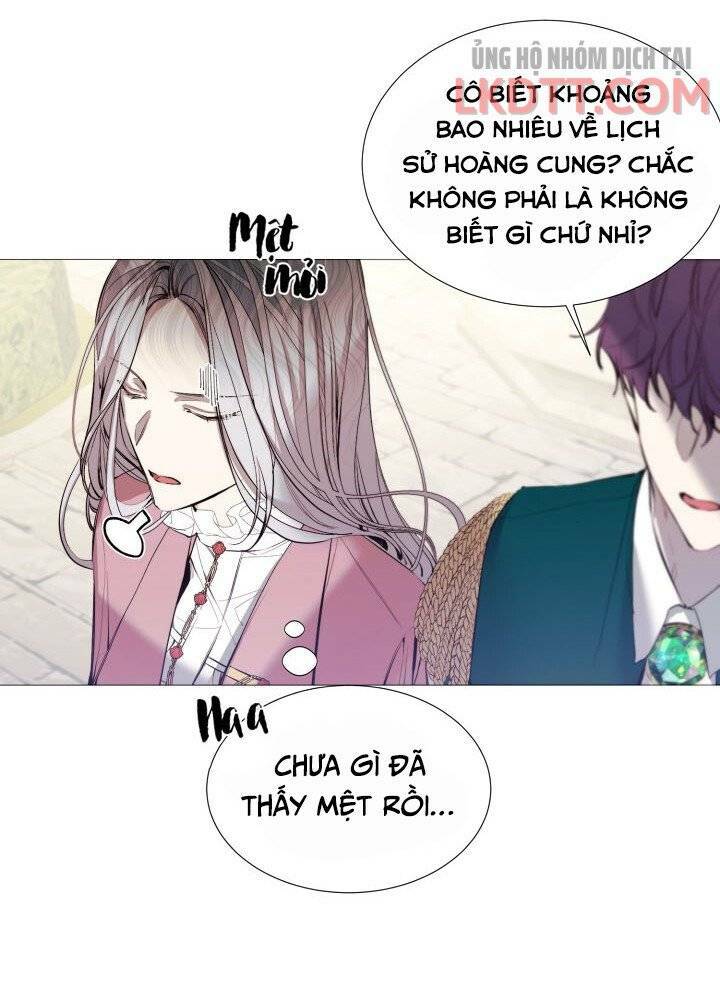 ỦNG HỘ NHÓM DỊCH TẠI
LKDTT.COM
CÔ BIẾT KHOẢNG
BAO NHIÊU VỀ LỊCH
SỬ HOÀNG CUNG? CHẮC
KHÔNG PHẢI LÀ KHÔNG
BIẾT GÌ CHỨ NHỈ?
Mệt
mỏi
Haa
CHƯA GÌ ĐÃ
THẤY MỆT RỒI...